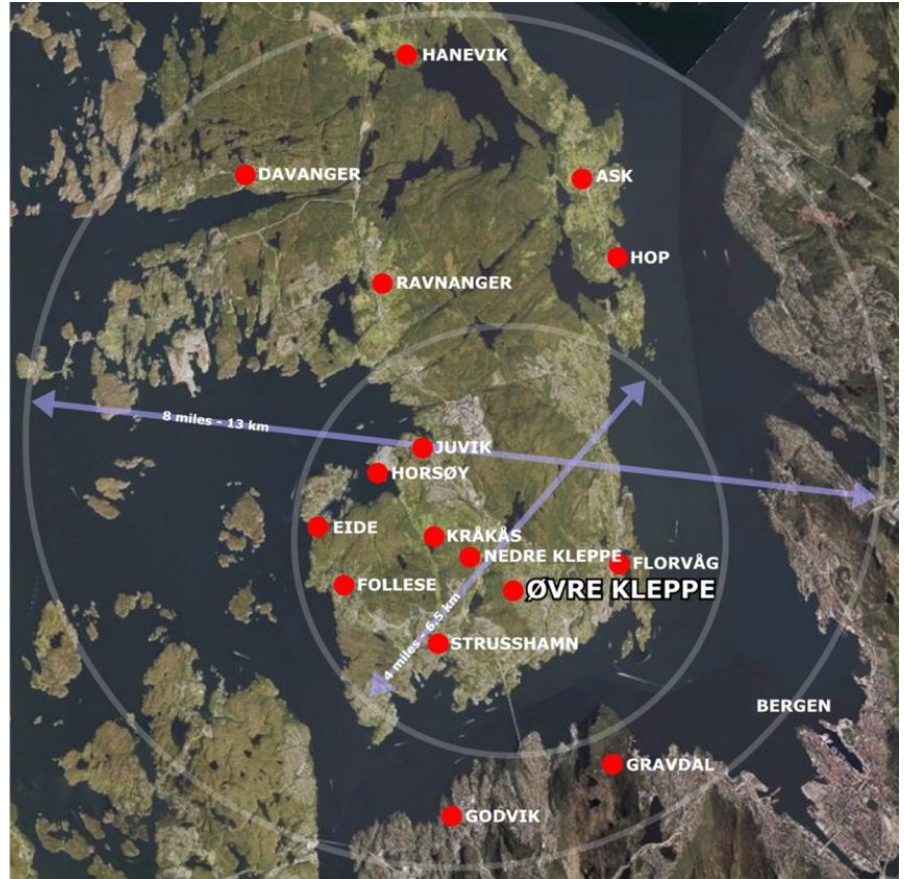 HANEVIK
DAVANGER
ASK
HOP
RAVNANGER
8 miles - 13 km
JUVIK
HORSØY
EIDE
KRÅKÅS
NEDRE KLEPPE
FLORVÅG
FOLLESE
ØVRE KLEPPE
4 miles - 6.5 km
STRUSSHAMN
BERGEN
GRAVDAL
GODVIK